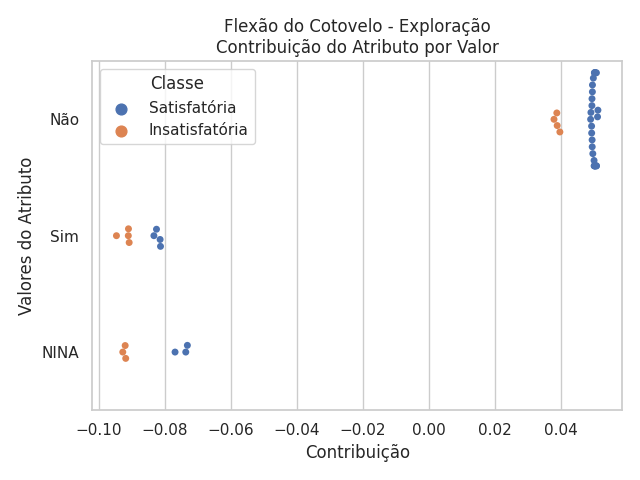 Flexão do Cotovelo - Exploração
Contribuição do Atributo por Valor
Classe
Satisfatória
Insatisfatória
Valores do Atributo
Não
Sim
NINA
−0.10 −0.08 −0.06 −0.04 −0.02 0.00 0.02 0.04
Contribuição